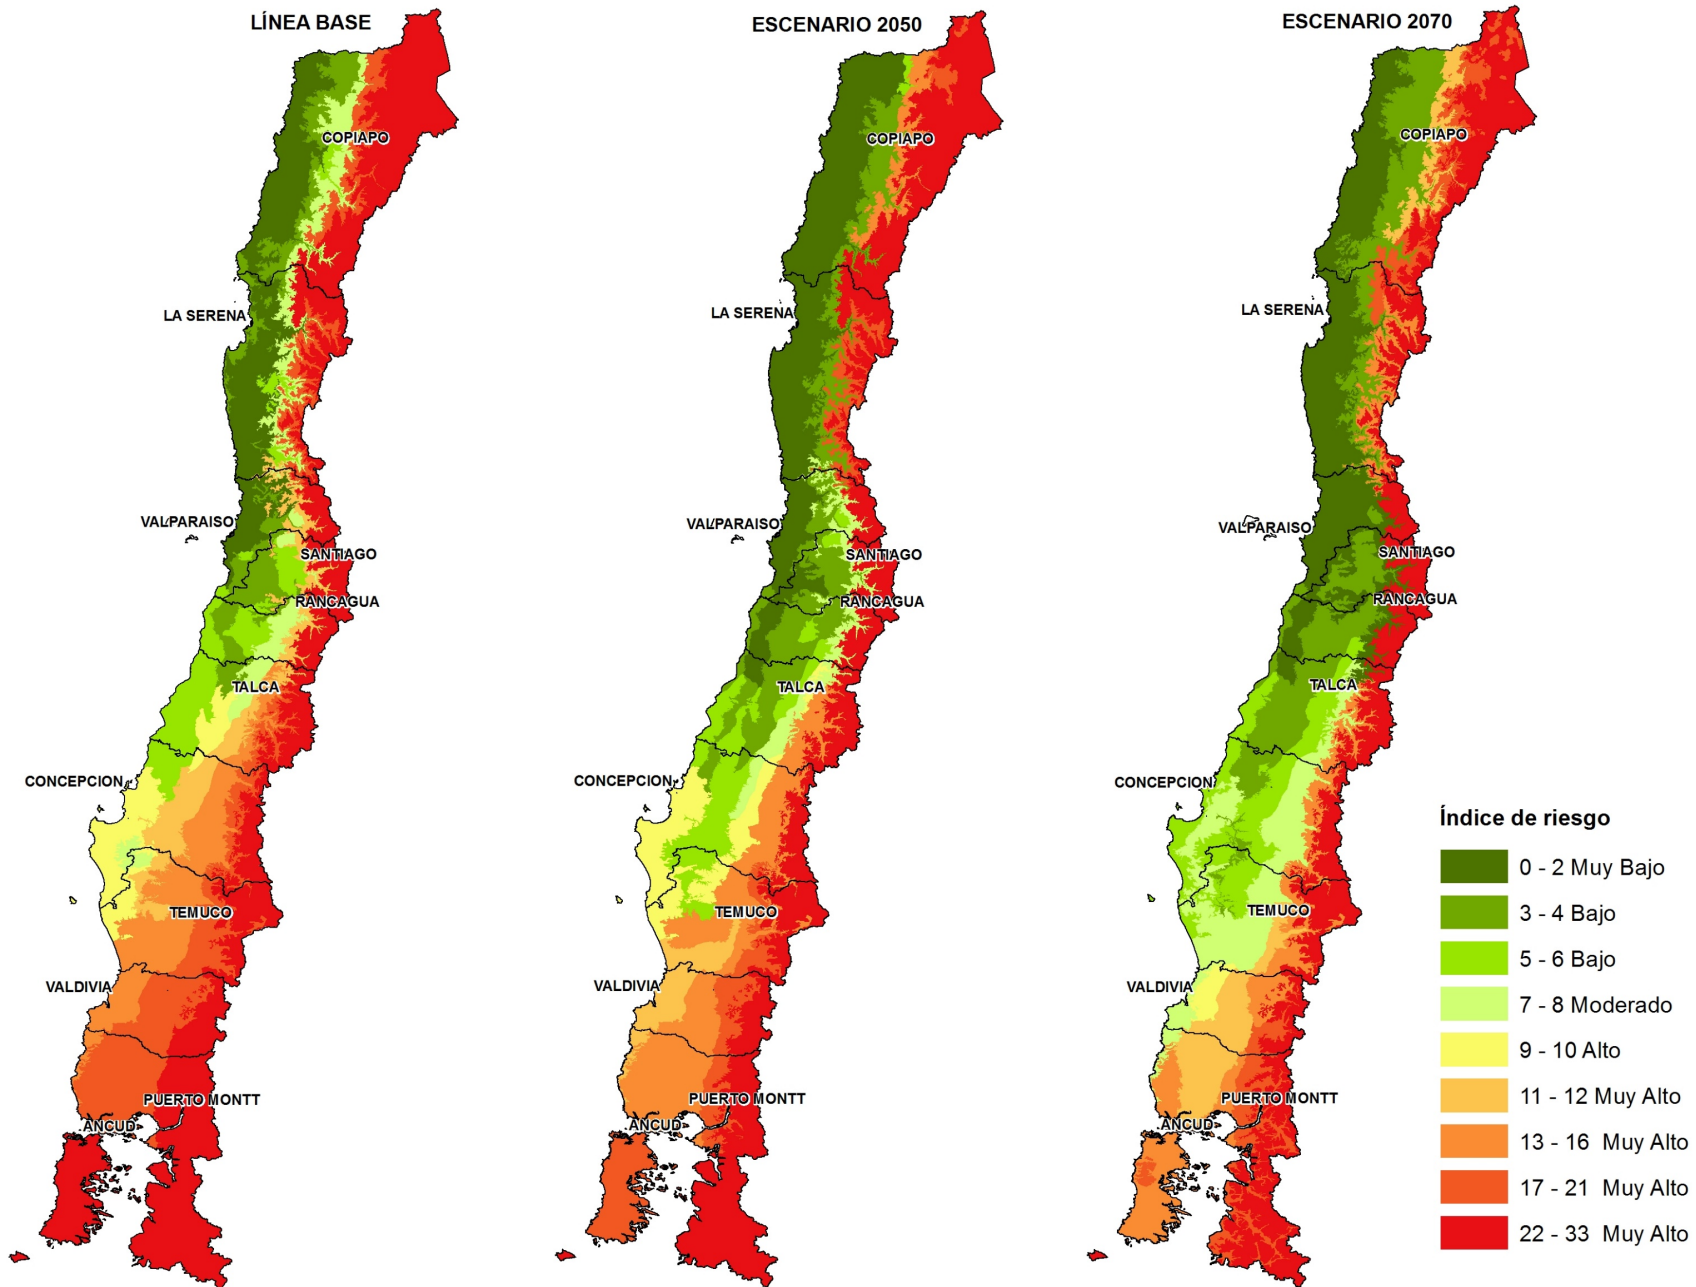 LÍNEA BASE
COPIAPO
LA SERENA
VALPARAISO
SANTIAGO
RANCAGUA
TALCA
CONCEPCION
TEMUCO
VALDIVIA
PUERTO MONTT
ANCUD
ESCENARIO 2050
COPIAPO
LA SERENA
VALPARAISO
SANTIAGO
RANCAGUA
TALCA
CONCEPCION
TEMUCO
VALDIVIA
PUERTO MONTT
ANCUD
ESCENARIO 2070
COPIAPO
LA SERENA
VALPARAISO
SANTIAGO
RANCAGUA
TALCA
CONCEPCION
TEMUCO
VALDIVIA
PUERTO MONTT
ANCUD
Índice de riesgo
0 - 2 Muy Bajo
3 - 4 Bajo
5 - 6 Bajo
7 - 8 Moderado
9 - 10 Alto
11 - 12 Muy Alto
13 - 16 Muy Alto
17 - 21 Muy Alto
22 - 33 Muy Alto